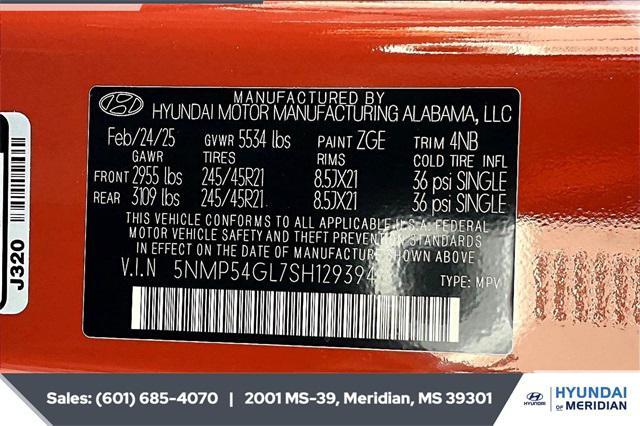 MANUFACTURED BY
HYUNDAI MOTOR MANUFACTURING ALABAMA, LLC
Feb/24/25 GVWR 5534 lbs PAINT ZGE TRIM 4NB
GAWR TIRES RIMS COLD TIRE INFL
FRONT 2955 lbs 245/45R21 8.5JX21 36 psi SINGLE
REAR 3109 lbs 245/45R21 8.5JX21 36 psi SINGLE
THIS VEHICLE CONFORMS TO ALL APPLICABLE U.S.A. FEDERAL
MOTOR VEHICLE SAFETY AND THEFT PREVENTION STANDARDS
IN EFFECT ON THE DATE OF MANUFACTURE SHOWN ABOVE.
V.I.N 5NMP54GL7SH129394
TYPE: MPV
J320
Sales: (601) 685-4070 | 2001 MS-39, Meridian, MS 39301
HYUNDAI
HYUNDAI
OF MERIDIAN